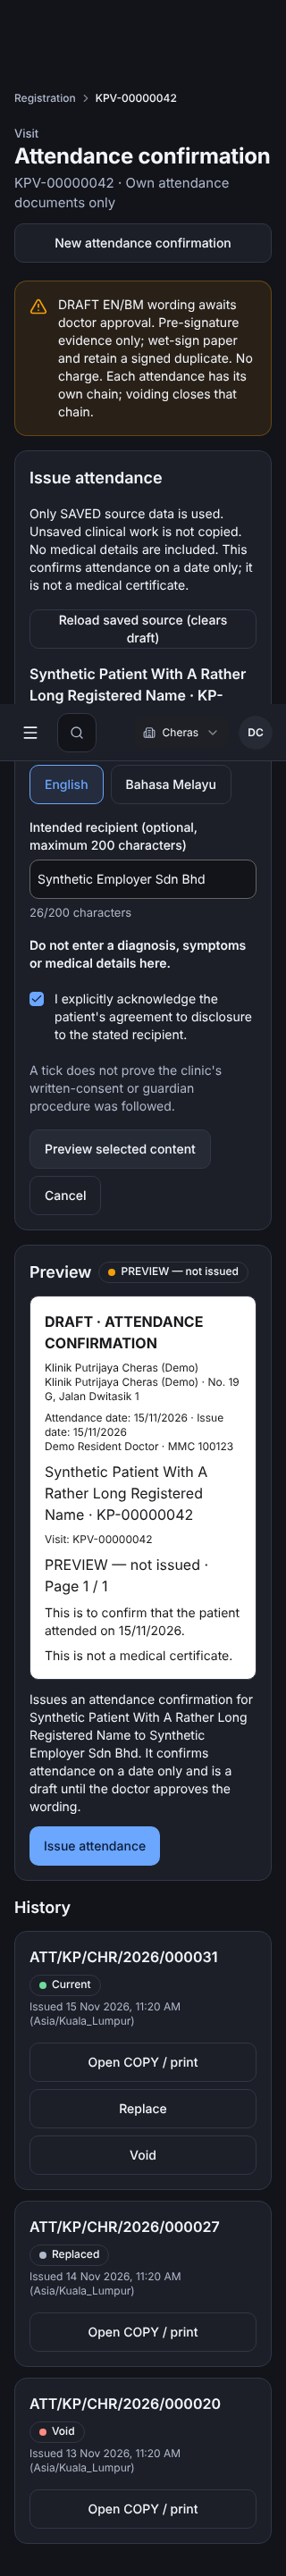 Registration > KPV-00000042
Visit
Attendance confirmation
KPV-00000042 · Own attendance
documents only
New attendance confirmation
DRAFT EN/BM wording awaits
doctor approval. Pre-signature
evidence only; wet-sign paper
and retain a signed duplicate. No
charge. Each attendance has its
own chain; voiding closes that
chain.
Issue attendance
Only SAVED source data is used.
Unsaved clinical work is not copied.
No medical details are included. This
confirms attendance on a date only; it
is not a medical certificate.
Reload saved source (clears
draft)
Synthetic Patient With A Rather
Long Registered Name · KP-
Cheras
DC
English
Bahasa Melayu
Intended recipient (optional,
maximum 200 characters)
Synthetic Employer Sdn Bhd
26/200 characters
Do not enter a diagnosis, symptoms
or medical details here.
I explicitly acknowledge the
patient's agreement to disclosure
to the stated recipient.
A tick does not prove the clinic's
written-consent or guardian
procedure was followed.
Preview selected content
Cancel
Preview
PREVIEW — not issued
DRAFT · ATTENDANCE
CONFIRMATION
Klinik Putrijaya Cheras (Demo)
Klinik Putrijaya Cheras (Demo) · No. 19
G, Jalan Dwitasik 1
Attendance date: 15/11/2026 · Issue
date: 15/11/2026
Demo Resident Doctor · MMC 100123
Synthetic Patient With A
Rather Long Registered
Name · KP-00000042
Visit: KPV-00000042
PREVIEW — not issued ·
Page 1 / 1
This is to confirm that the patient
attended on 15/11/2026.
This is not a medical certificate.
Issues an attendance confirmation for
Synthetic Patient With A Rather Long
Registered Name to Synthetic
Employer Sdn Bhd. It confirms
attendance on a date only and is a
draft until the doctor approves the
wording.
Issue attendance
History
ATT/KP/CHR/2026/000031
Current
Issued 15 Nov 2026, 11:20 AM
(Asia/Kuala_Lumpur)
Open COPY / print
Replace
Void
ATT/KP/CHR/2026/000027
Replaced
Issued 14 Nov 2026, 11:20 AM
(Asia/Kuala_Lumpur)
Open COPY / print
ATT/KP/CHR/2026/000020
Void
Issued 13 Nov 2026, 11:20 AM
(Asia/Kuala_Lumpur)
Open COPY / print